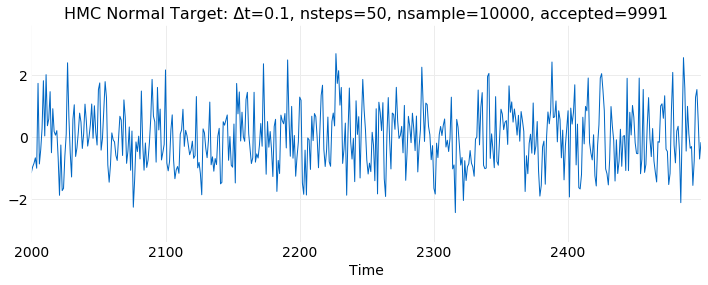 HMC Normal Target: Δt=0.1, nsteps=50, nsample=10000, accepted=9991
2
0
−2
2000 2100 2200 2300 2400
Time